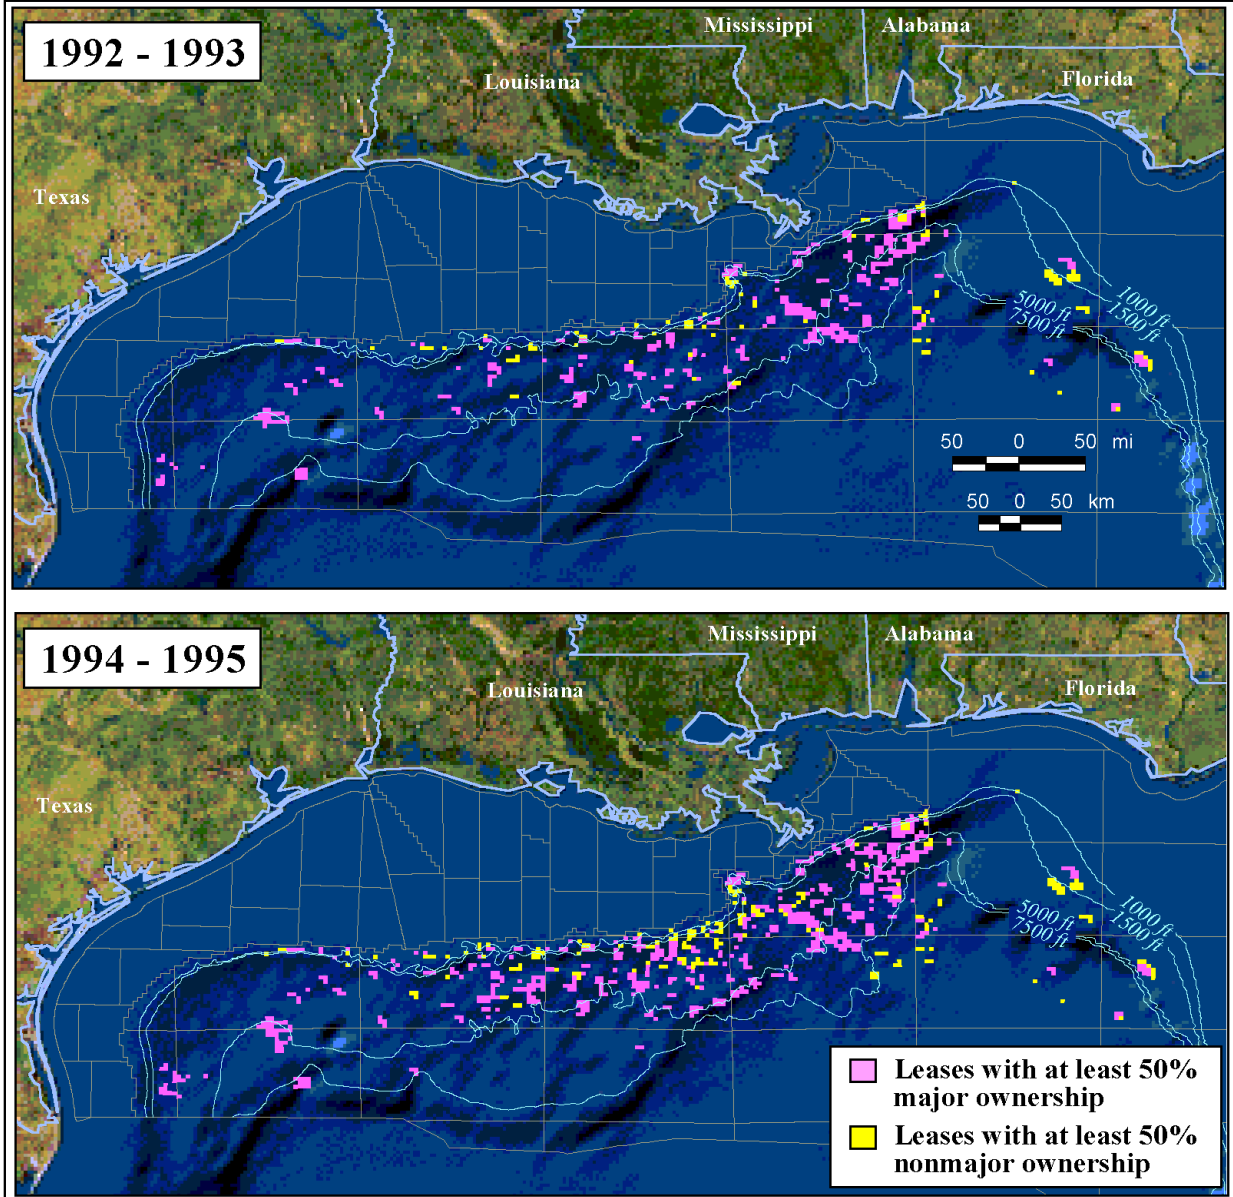 1992 - 1993
Mississippi
Alabama
Louisiana
Florida
Texas
1000 ft
1500 ft
5000 ft
7500 ft
50 0 50 mi
50 0 50 km
1994 - 1995
Mississippi
Alabama
Louisiana
Florida
Texas
1000 ft
1500 ft
5000 ft
7500 ft
Leases with at least 50%
major ownership
Leases with at least 50%
nonmajor ownership